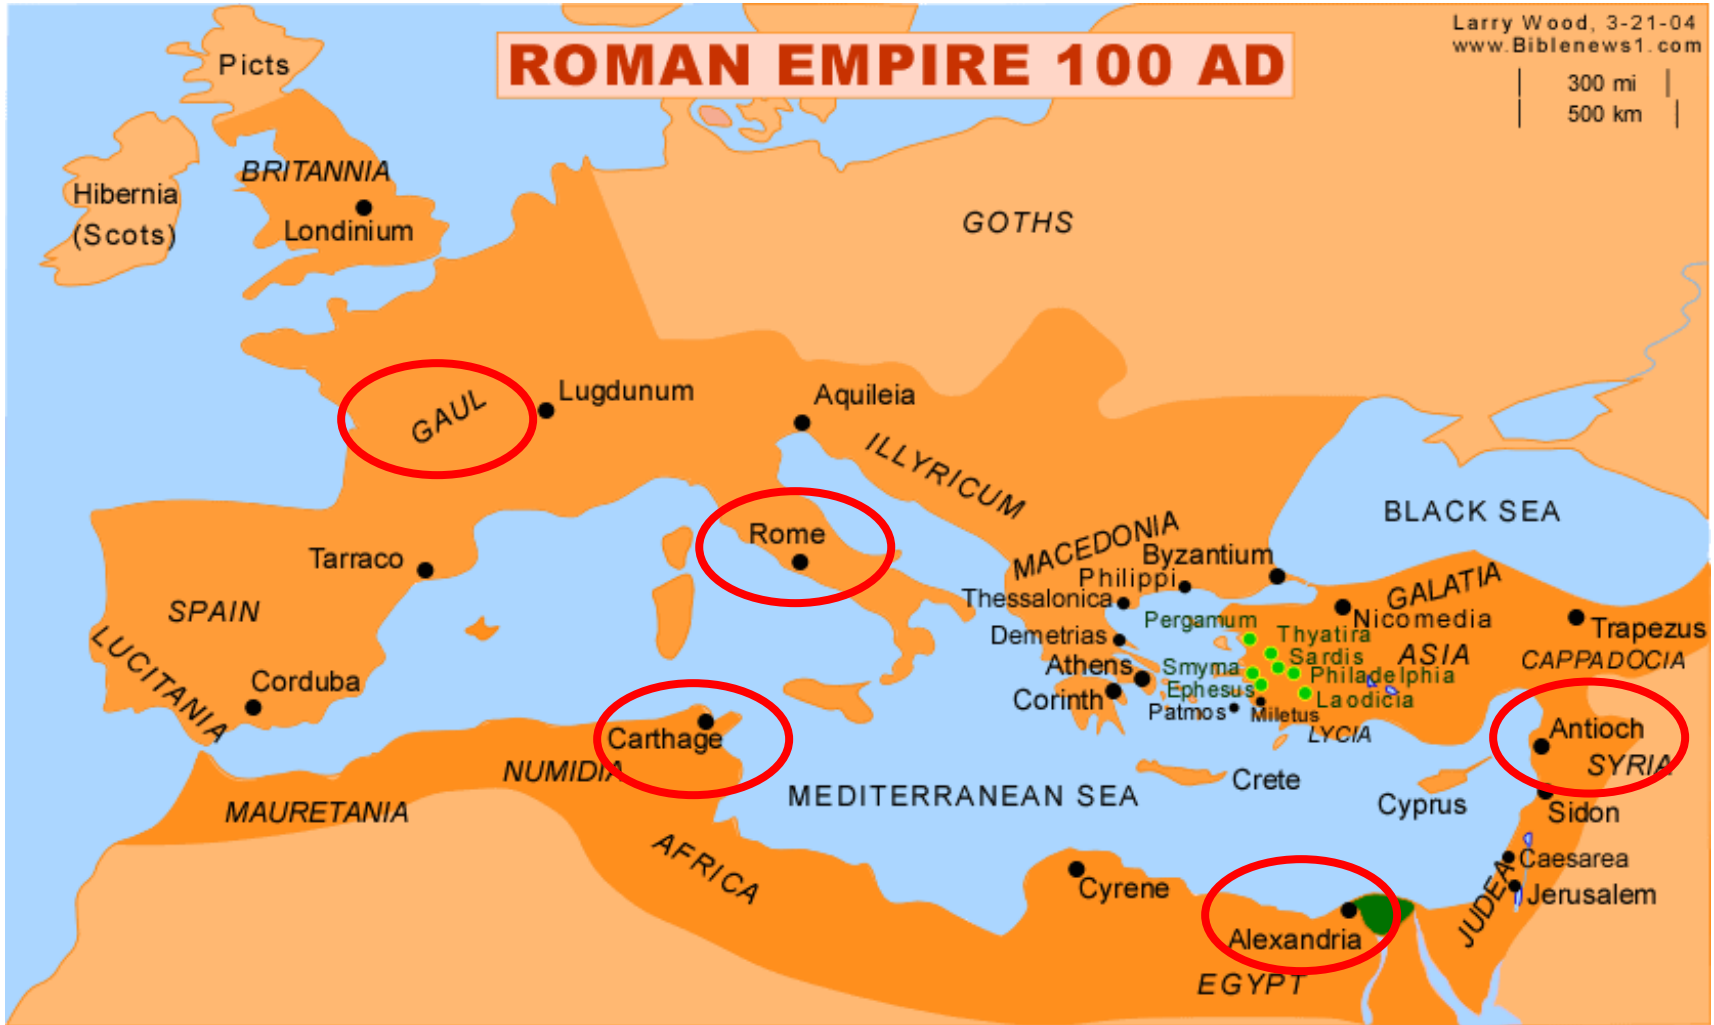 ROMAN EMPIRE 100 AD
Larry Wood, 3-21-04
www.Biblenews1.com
300 mi
500 km
Picts
BRITANNIA
Hibernia
(Scots)
Londinium
GOTHS
GAUL
Lugdunum
Aquileia
ILLYRICUM
BLACK SEA
Rome
Tarraco
MACEDONIA
Byzantium
Philippi
GALATIA
Thessalonica
SPAIN
Pergamum
Nicomedia
Trapezus
Demetrias
Thyatira
LUCITANIA
Athens
Sardis
ASIA
CAPPADOCIA
Smyma
Philadelphia
Corduba
Corinth
Ephesus
Laodicia
Patmos
Miletus
LYCIA
Antioch
Carthage
NUMIDIA
SYRIA
MAURETANIA
MEDITERRANEAN SEA
Crete
Cyprus
Sidon
AFRICA
Caesarea
Cyrene
JUDEA
Jerusalem
Alexandria
EGYPT